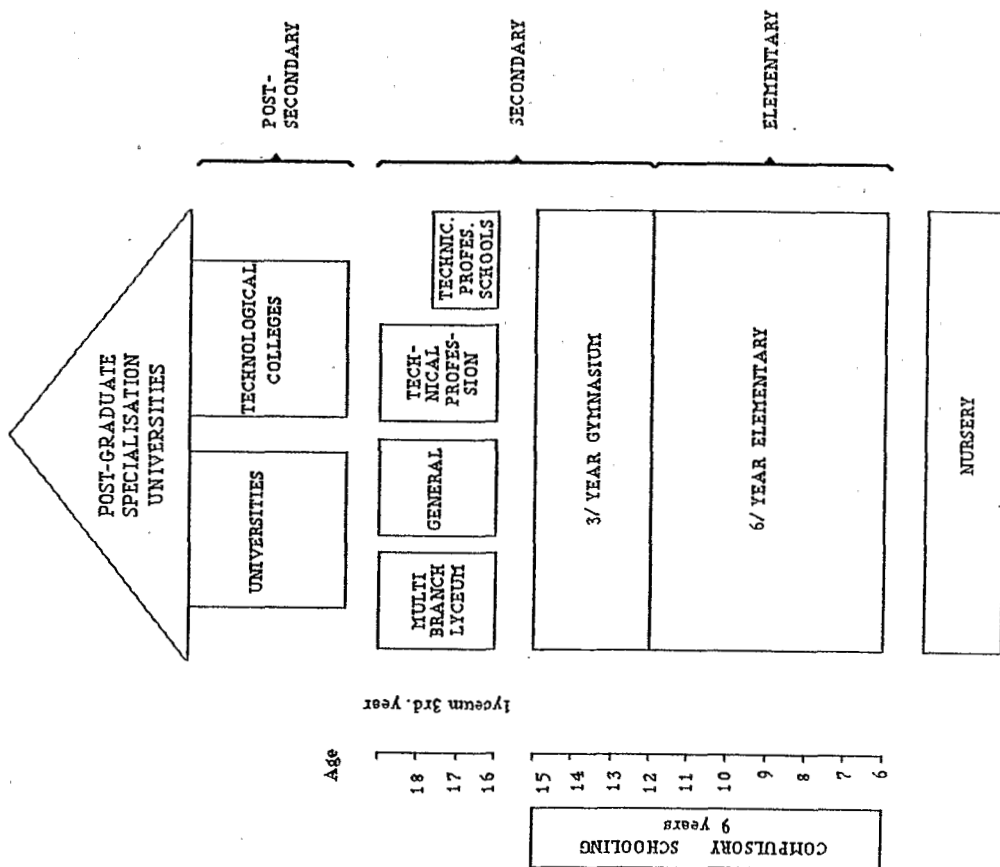 POST-GRADUATE
SPECIALISATION
UNIVERSITIES
UNIVERSITIES
TECHNOLOGICAL
COLLEGES
POST-
SECONDARY
Age
lyceum 3rd. year
18
17
16
MULTI
BRANCH
LYCEUM
GENERAL
TECH-
NICAL
PROFES-
SION
TECHNIC.
PROFES.
SCHOOLS
SECONDARY
COMPULSORY SCHOOLING
9 years
15
14
13
12
10
9
8
7
6
3/ YEAR GYMNASIUM
6/ YEAR ELEMENTARY
ELEMENTARY
NURSERY